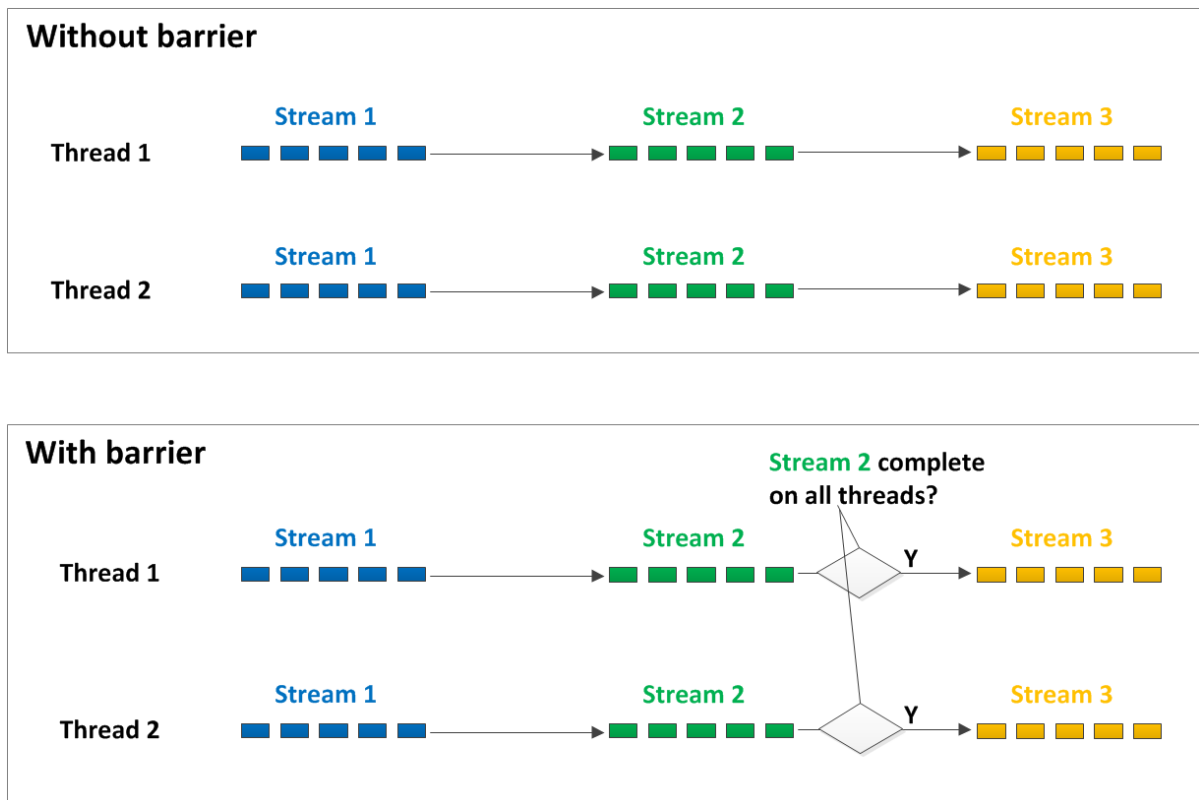 Without barrier
Stream 1 Stream 2 Stream 3
Thread 1
Stream 1 Stream 2 Stream 3
Thread 2
With barrier
Stream 2 complete
on all threads?
Stream 1 Stream 2 Stream 3
Y
Thread 1
Stream 1 Stream 2 Stream 3
Y
Thread 2